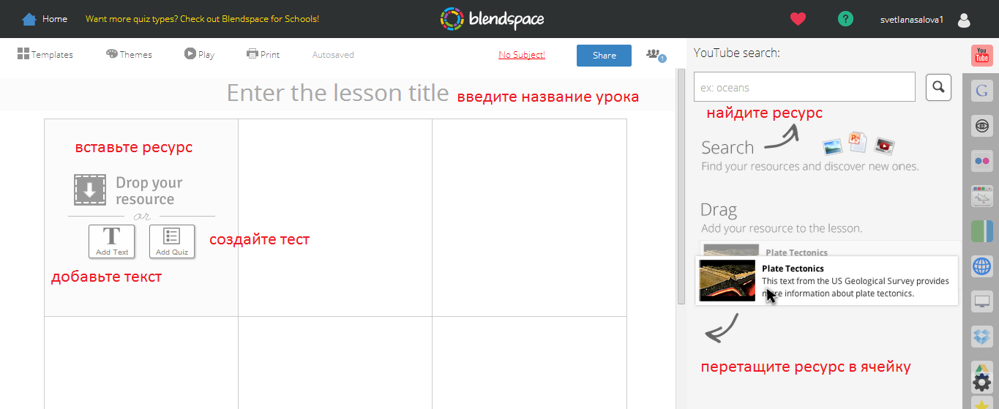 Home
Want more quiz types? Check out Blendspace for Schools!
blendspace
?
svetlanasalova1
Templates
Themes
Play
Print
Autosaved
No Subject!
Share
1
Enter the lesson title
введите название урока
вставьте ресурс
Drop your
resource
or
T
Add Text
Add Quiz
создайте тест
добавьте текст
YouTube search:
ex: oceans
найдите ресурс
Search
Find your resources and discover new ones.
Drag
Add your resource to the lesson.
Plate Tectonics
Plate Tectonics
This text from the US Geological Survey provides
more information about plate tectonics.
перетащите ресурс в ячейку
You
Tube
G